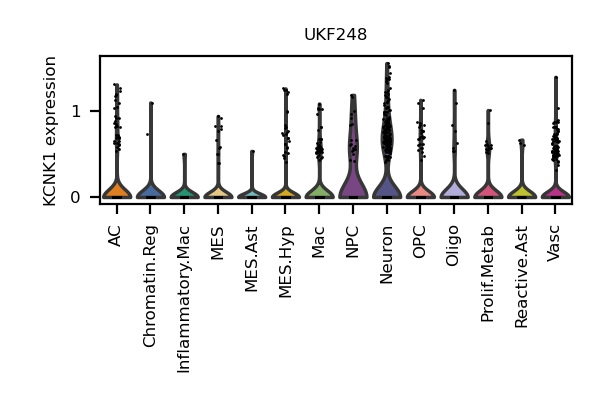 UKF248
KCNK1 expression
1
0
AC
Chromatin.Reg
Inflammatory.Mac
MES
MES.Ast
MES.Hyp
Mac
NPC
Neuron
OPC
Oligo
Prolif.Metab
Reactive.Ast
Vasc